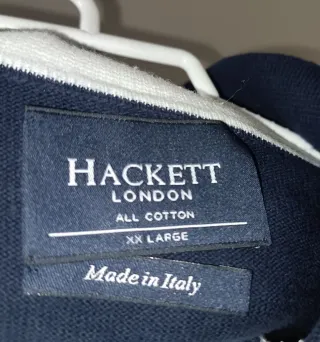 HACKETT
LONDON
ALL COTTON
XX LARGE
Made in Italy